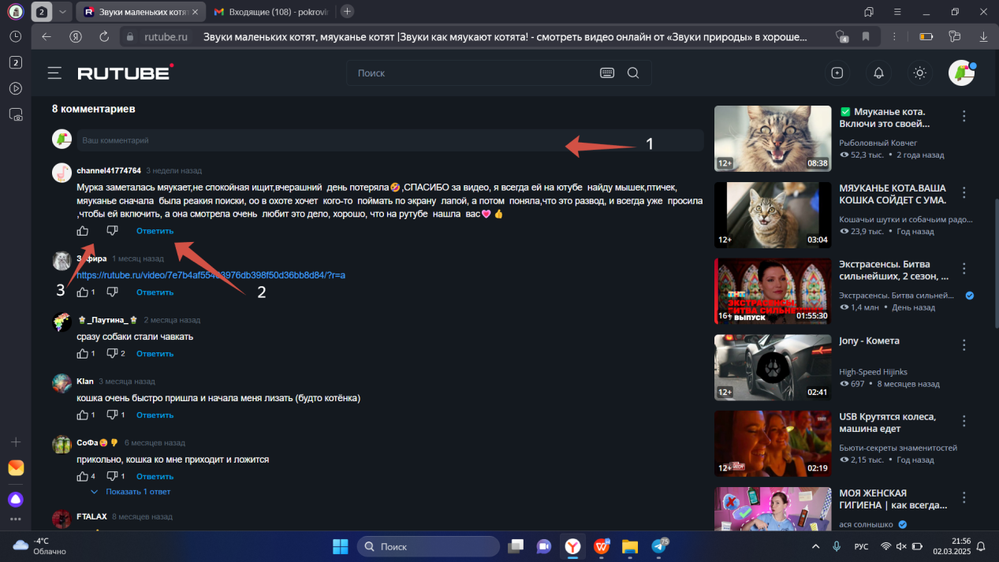 2
Звуки маленьких котят
Входящие (108) - pokrovi
rutube.ru
Звуки маленьких котят, мяуканье котят |Звуки как мяукают котята! - смотреть видео онлайн от «Звуки природы» в хороше...
4
2
RUTUBE
Поиск
8 комментариев
Ваш комментарий
1
channel41774764 3 недели назад
Мурка заметалась мяукает,не спокойная ищит,вчерашний день потеряла🤣,СПАСИБО за видео, я всегда ей на ютубе найду мышек,птичек,
мяуканье сначала была реакия поиски, оо в охоте хочет кого-то поймать по экрану лапой, а потом поняла,что это развод, и всегда уже просила
,чтобы ей включить, а она смотрела очень любит это дело, хорошо, что на рутубе нашла вас💗👍
Ответить
1 месяц назад
3
2
1 Ответить
_Паутина_ 2 месяца назад
сразу собаки стали чавкать
1 2 Ответить
Klan 3 месяца назад
кошка очень быстро пришла и начала меня лизать (будто котёнка)
1 1 Ответить
СоФа 6 месяцев назад
прикольно, кошка ко мне приходит и ложится
4 1 Ответить
Показать 1 ответ
FTALAX 8 месяцев назад
12+ 08:38
✅ Мяуканье кота.
Включи это своей...
Рыболовный Ковчег
52,3 тыс. • 2 года назад
12+ 03:04
МЯУКАНЬЕ КОТА.ВАША
КОШКА СОЙДЕТ С УМА.
Кошачьи шутки и собачьим радо...
23,9 тыс. • Год назад
ТНТ
ЭКСТРАСЕНСЫ
БИТВА СИЛЬНЕЙШИХ
ВЫПУСК
16+ 01:55:30
Экстрасенсы. Битва
сильнейших, 2 сезон, ...
Экстрасенсы. Битва сильней...
1,4 млн • День назад
12+ 02:41
Jony - Комета
High-Speed Hijinks
697 • 8 месяцев назад
12+ 02:19
USB Крутятся колеса,
машина едет
Бьюти-секреты знаменитостей
2,15 тыс. • Год назад
МОЯ ЖЕНСКАЯ
ГИГИЕНА | как всегда...
ася солнышко
-4°C
Облачно
Поиск
75
РУС
21:56
02.03.2025